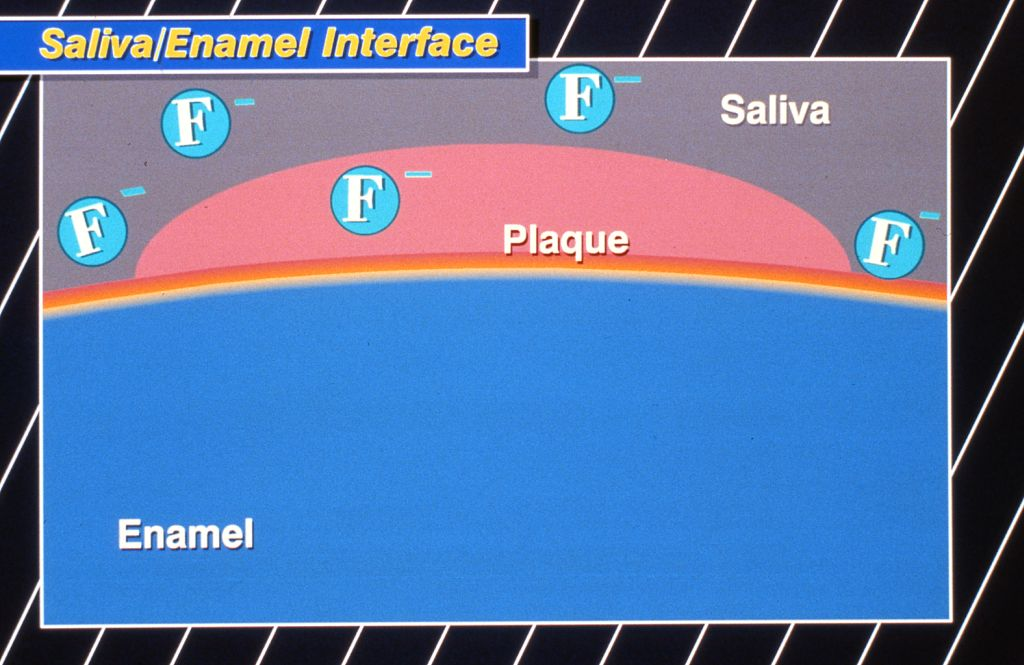 Saliva/Enamel Interface
F⁻
F⁻
Saliva
F⁻
F⁻
Plaque
F⁻
Enamel